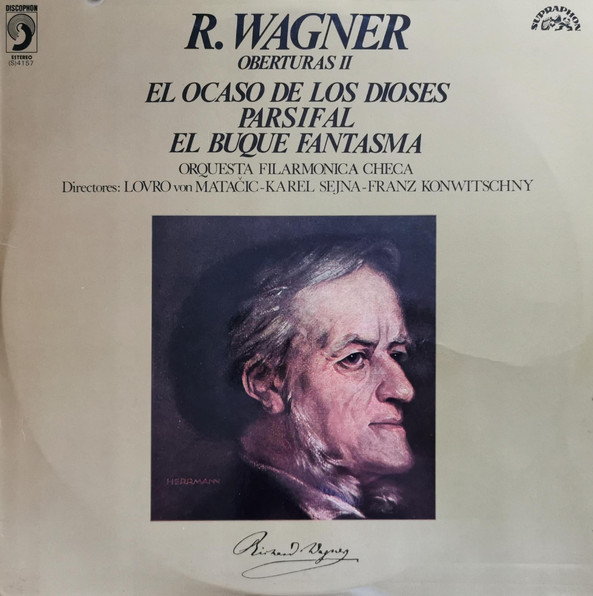 DISCOPHON
ESTEREO
(S)4157
SUPRAPHON
R. WAGNER
OBERTURAS II
EL OCASO DE LOS DIOSES
PARSIFAL
EL BUQUE FANTASMA
ORQUESTA FILARMONICA CHECA
Directores: LOVRO von MATAČIC-KAREL SEJNA-FRANZ KONWITSCHNY
HERRMANN
Richard Wagner